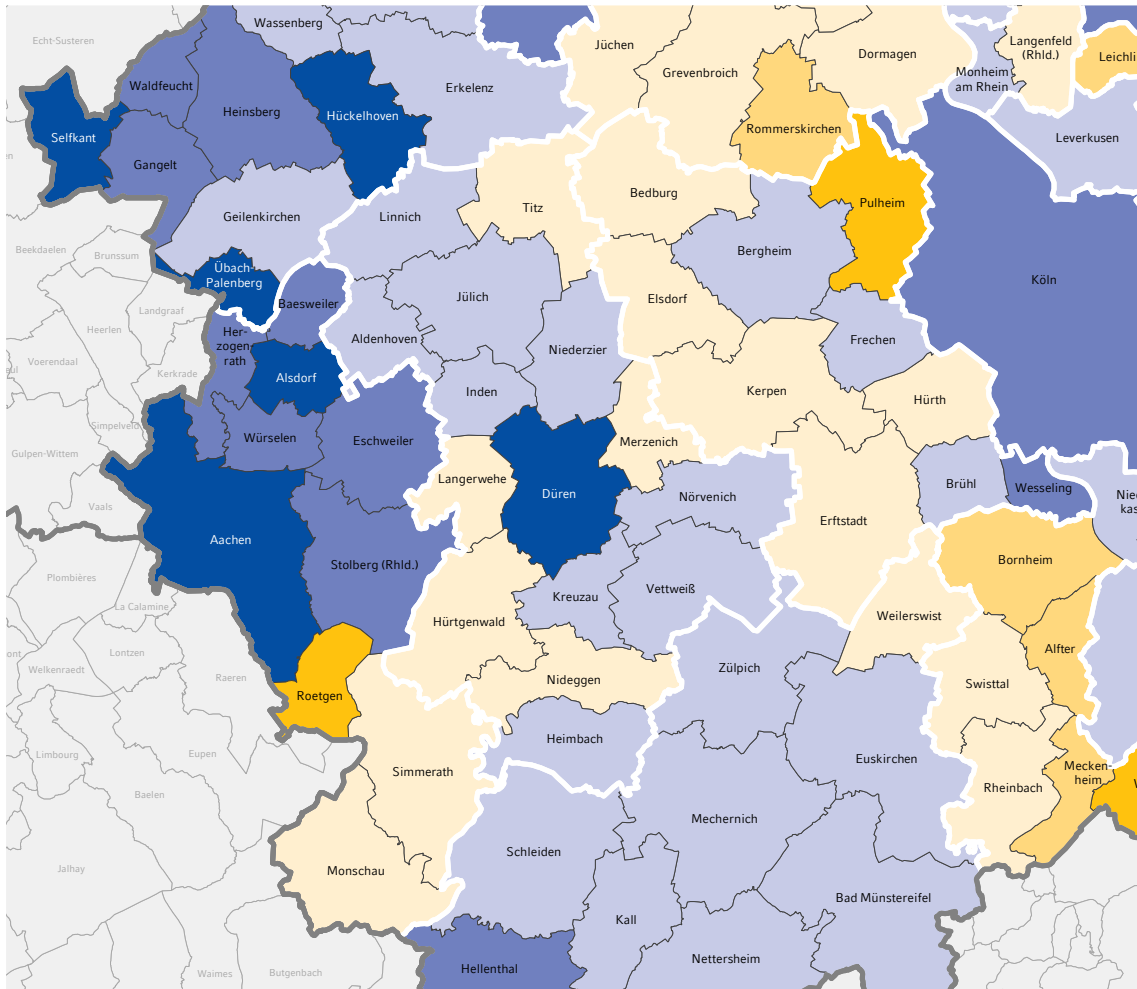 Echt-Susteren
Wassenberg
Jüchen
Dormagen
Langenfeld
(Rhld.)
Leichli
Waldfeucht
Erkelenz
Grevenbroich
Monheim
am Rhein
Heinsberg
Hückelhoven
Rommerskirchen
Leverkusen
Selfkant
Gangelt
Bedburg
Pulheim
Titz
Geilenkirchen
Linnich
Beekdaelen
Brunssum
Bergheim
Übach-
Palenberg
Köln
Baesweiler
Jülich
Elsdorf
Landgraaf
Heerlen
Her-
zogen-
rath
Aldenhoven
Niederzier
Frechen
Voerendaal
aul
Kerkrade
Alsdorf
Inden
Kerpen
Hürth
Simpelveld
Würselen
Eschweiler
Merzenich
Gulpen-Wittem
Langerwehe
Düren
Nörvenich
Brühl
Wesseling
Nied
kas
Vaals
Erftstadt
Aachen
Bornheim
Stolberg (Rhld.)
Plombières
Kreuzau
Vettweiß
La Calamine
Hürtgenwald
Weilerswist
Lontzen
Alfter
ont
Welkenraedt
Raeren
Zülpich
Nideggen
Swisttal
Roetgen
Heimbach
Limbourg
Eupen
Euskirchen
Simmerath
Mecken-
heim
Rheinbach
Baelen
Mechernich
Schleiden
Jalhay
Monschau
Bad Münstereifel
Kall
Nettersheim
Waimes
Butgenbach
Hellenthal